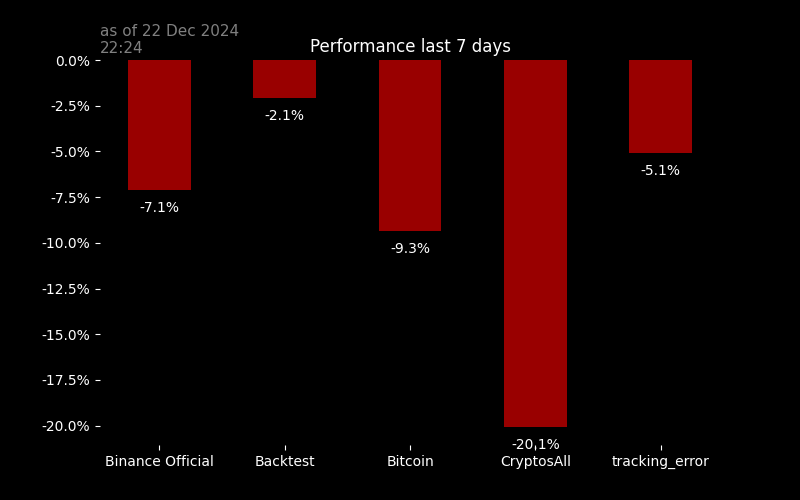 as of 22 Dec 2024
22:24
Performance last 7 days
0.0%
-2.5%
-5.0%
-7.5%
-10.0%
-12.5%
-15.0%
-17.5%
-20.0%
-7.1%
-2.1%
-9.3%
-20.1%
-5.1%
Binance Official
Backtest
Bitcoin
CryptosAll
tracking_error